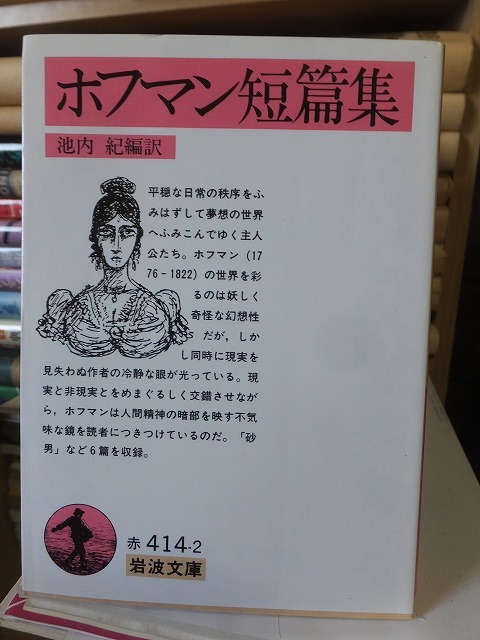 ホフマン短篇集
池内 紀編訳
平穏な日常の秩序をふ
みはずして夢想の世界
へふみこんでゆく主人
公たち。ホフマン（17
76-1822）の世界を彩
るのは妖しく
奇怪な幻想性
だが，しか
し同時に現実を
見失わぬ作者の冷静な眼が光っている。現
実と非現実とをめまぐるしく交錯させなが
ら，ホフマンは人間精神の暗部を映す不気
味な鏡を読者につきつけているのだ。「砂
男」など6篇を収録。
赤 414-2
岩波文庫